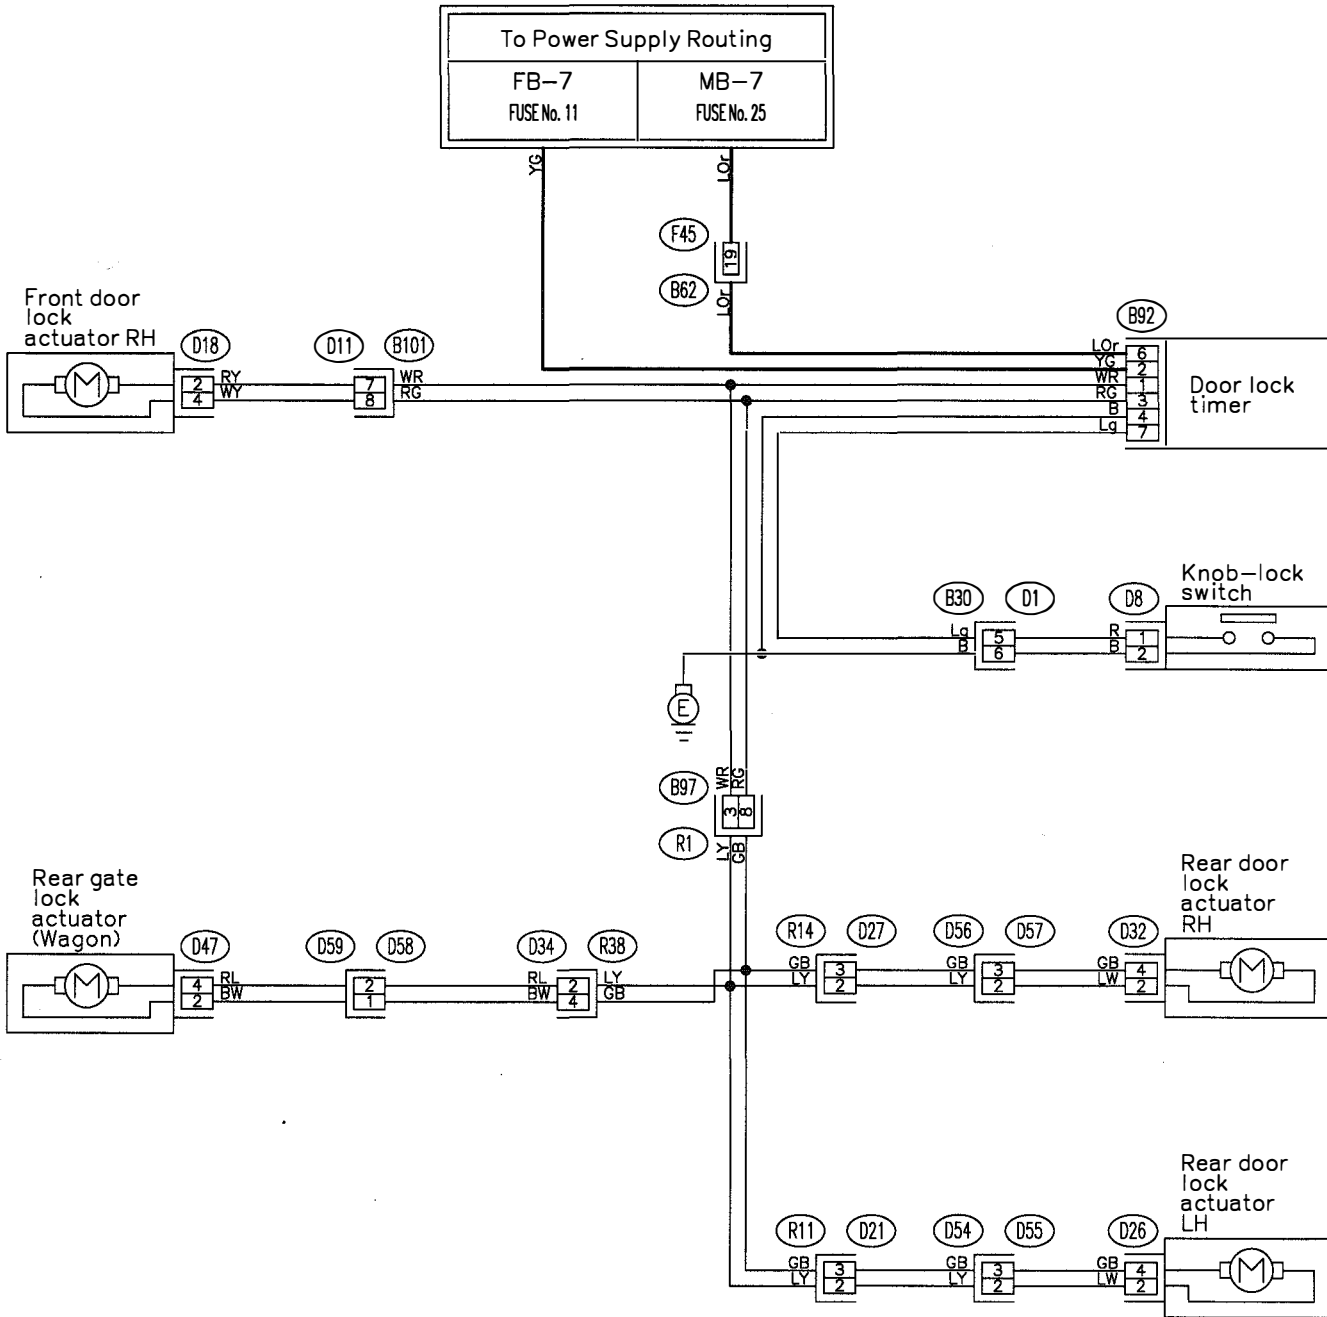 To Power Supply Routing
FB-7
FUSE No. 11
MB-7
FUSE No. 25
YG
LOr
F45
19
B62
LOr
B92
Front door
lock
actuator RH
D18
D11
B101
2 RY
4 WY
7 WR
8 RG
LOr 6
YG 2
WR 1
RG 3
B 4
Lg 7
Door lock
timer
Knob-lock
switch
B30
D1
D8
Lg 5
B 6
R 1
B 2
E
B97
WR
RG
3
8
R1
LY
GB
Rear gate
lock
actuator
(Wagon)
D47
D59
D58
D34
R38
4 RL
2 BW
2
1
RL 2 LY
BW 4 GB
Rear door
lock
actuator
RH
R14
D27
D56
D57
D32
GB 3
LY 2
GB 3
LY 2
GB 4
LW 2
M
M
M
Rear door
lock
actuator
LH
R11
D21
D54
D55
D26
GB 3
LY 2
GB 3
LY 2
GB 4
LW 2
M